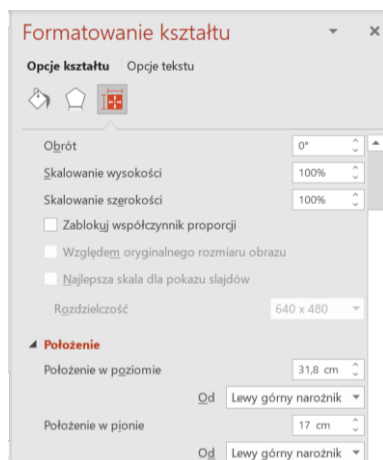 Formatowanie kształtu
Opcje kształtu Opcje tekstu
Obrót 0°
Skalowanie wysokości 100%
Skalowanie szerokości 100%
Zablokuj współczynnik proporcji
Względem oryginalnego rozmiaru obrazu
Najlepsza skala dla pokazu slajdów
Rozdzielczość 640 x 480
Położenie
Położenie w poziomie 31,8 cm
Od Lewy górny narożnik
Położenie w pionie 17 cm
Od Lewy górny narożnik